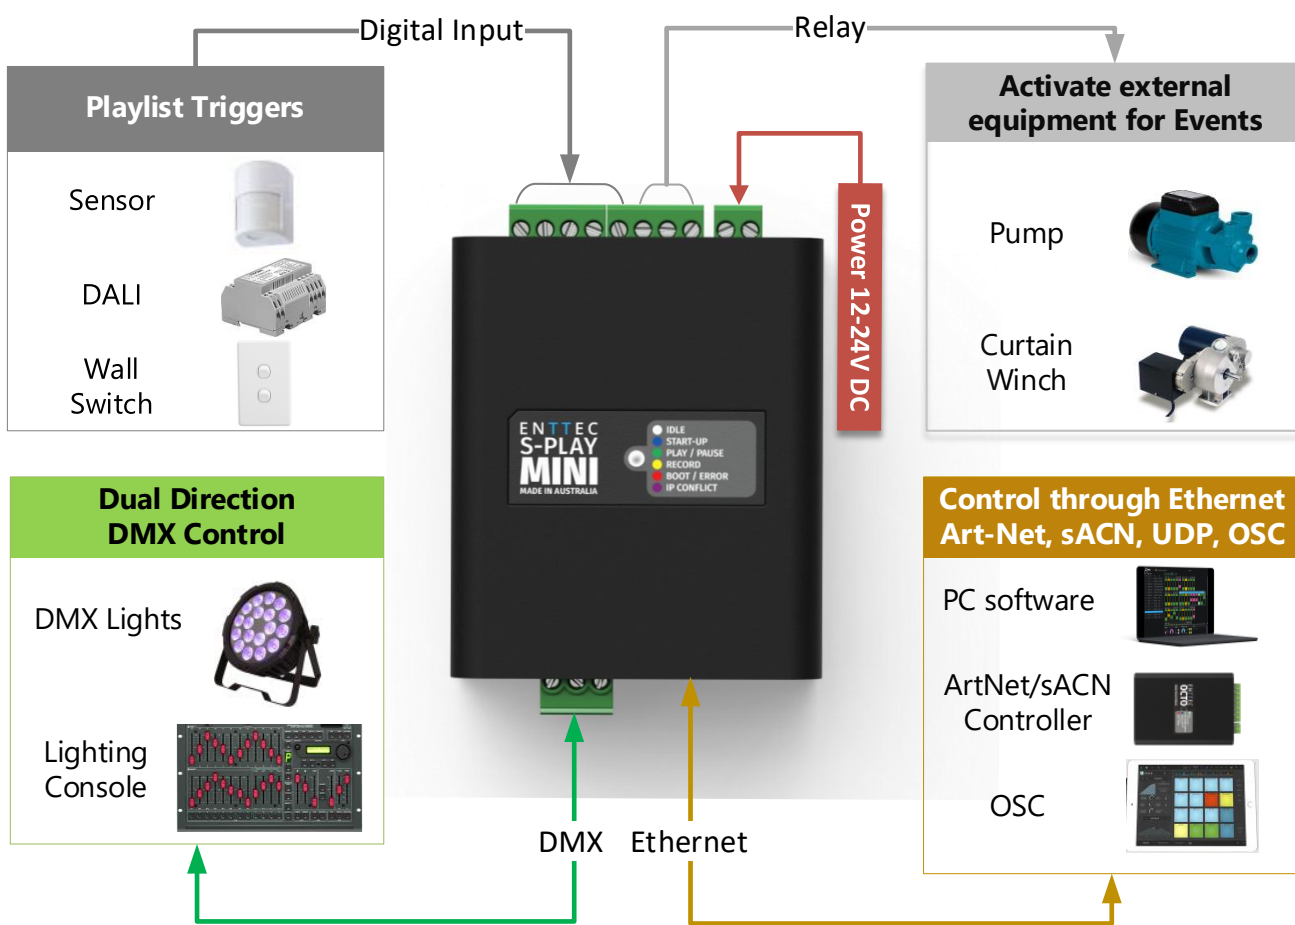 Digital Input
Relay
Playlist Triggers
Sensor
DALI
Wall
Switch
Activate external
equipment for Events
Pump
Curtain
Winch
Power 12-24V DC
ENTTEC
S-PLAY
MINI
MADE IN AUSTRALIA
IDLE
START-UP
PLAY / PAUSE
RECORD
BOOT / ERROR
IP CONFLICT
Dual Direction
DMX Control
DMX Lights
Lighting
Console
Control through Ethernet
Art-Net, sACN, UDP, OSC
PC software
ArtNet/sACN
Controller
ENTTEC
OCTO
OSC
DMX
Ethernet